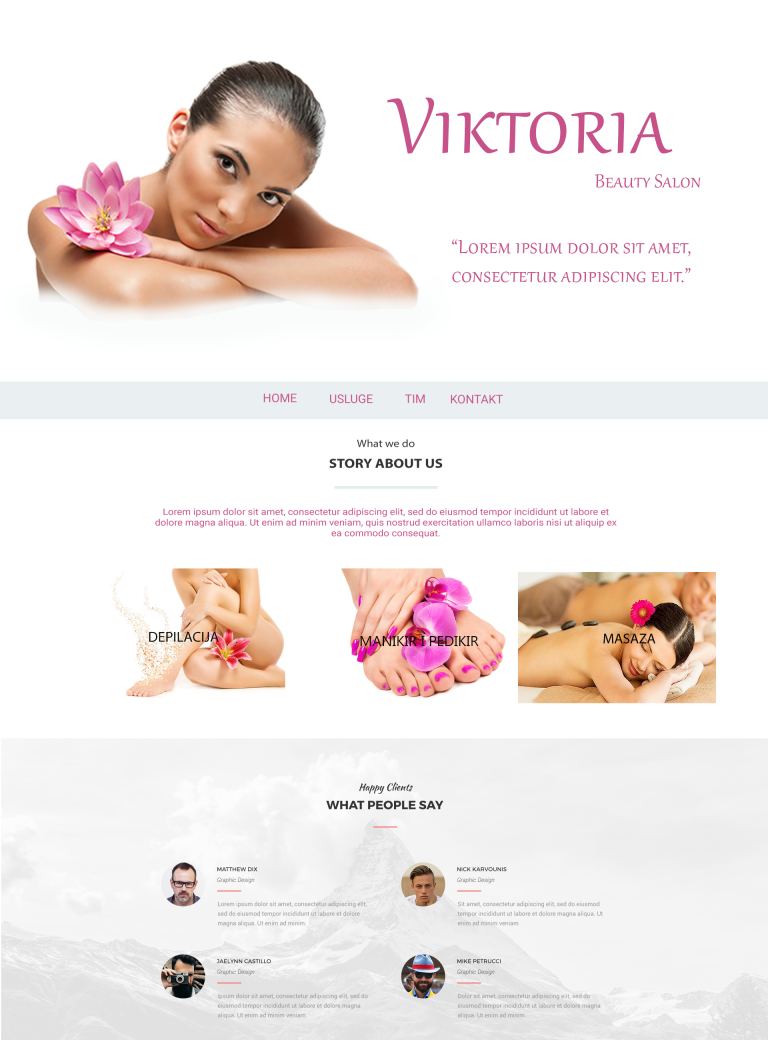 VIKTORIA
BEAUTY SALON
“LOREM IPSUM DOLOR SIT AMET,
CONSECTETUR ADIPISCING ELIT.”
HOME USLUGE TIM KONTAKT
What we do
STORY ABOUT US
Lorem ipsum dolor sit amet, consectetur adipiscing elit, sed do eiusmod tempor incididunt ut labore et
dolore magna aliqua. Ut enim ad minim veniam, quis nostrud exercitation ullamco laboris nisi ut aliquip ex
ea commodo consequat.
DEPILACIJA
MANIKIR I PEDIKIR
MASAZA
Happy Clients
WHAT PEOPLE SAY
MATTHEW DIX
Graphic Design
Lorem ipsum dolor sit amet, consectetur adipiscing elit,
sed do eiusmod tempor incididunt ut labore et dolore
magna aliqua. Ut enim ad minim.
NICK KARVOUNIS
Graphic Design
Sit amet, consectetur adipiscing elit, sed do eiusmod
tempor incididunt ut labore et dolore magna aliqua. Ut
enim ad minim veniam
JAELYNN CASTILLO
Graphic Design
Ipsum dolor sit amet, consectetur adipiscing elit, sed do
eiusmod tempor incididunt ut labore et dolore magna
aliqua. Ut enim ad minim veniam
MIKE PETRUCCI
Graphic Design
Dolor sit amet, consectetur adipiscing elit, sed do
eiusmod tempor incididunt ut labore et dolore magna
aliqua. Ut enim ad minim.